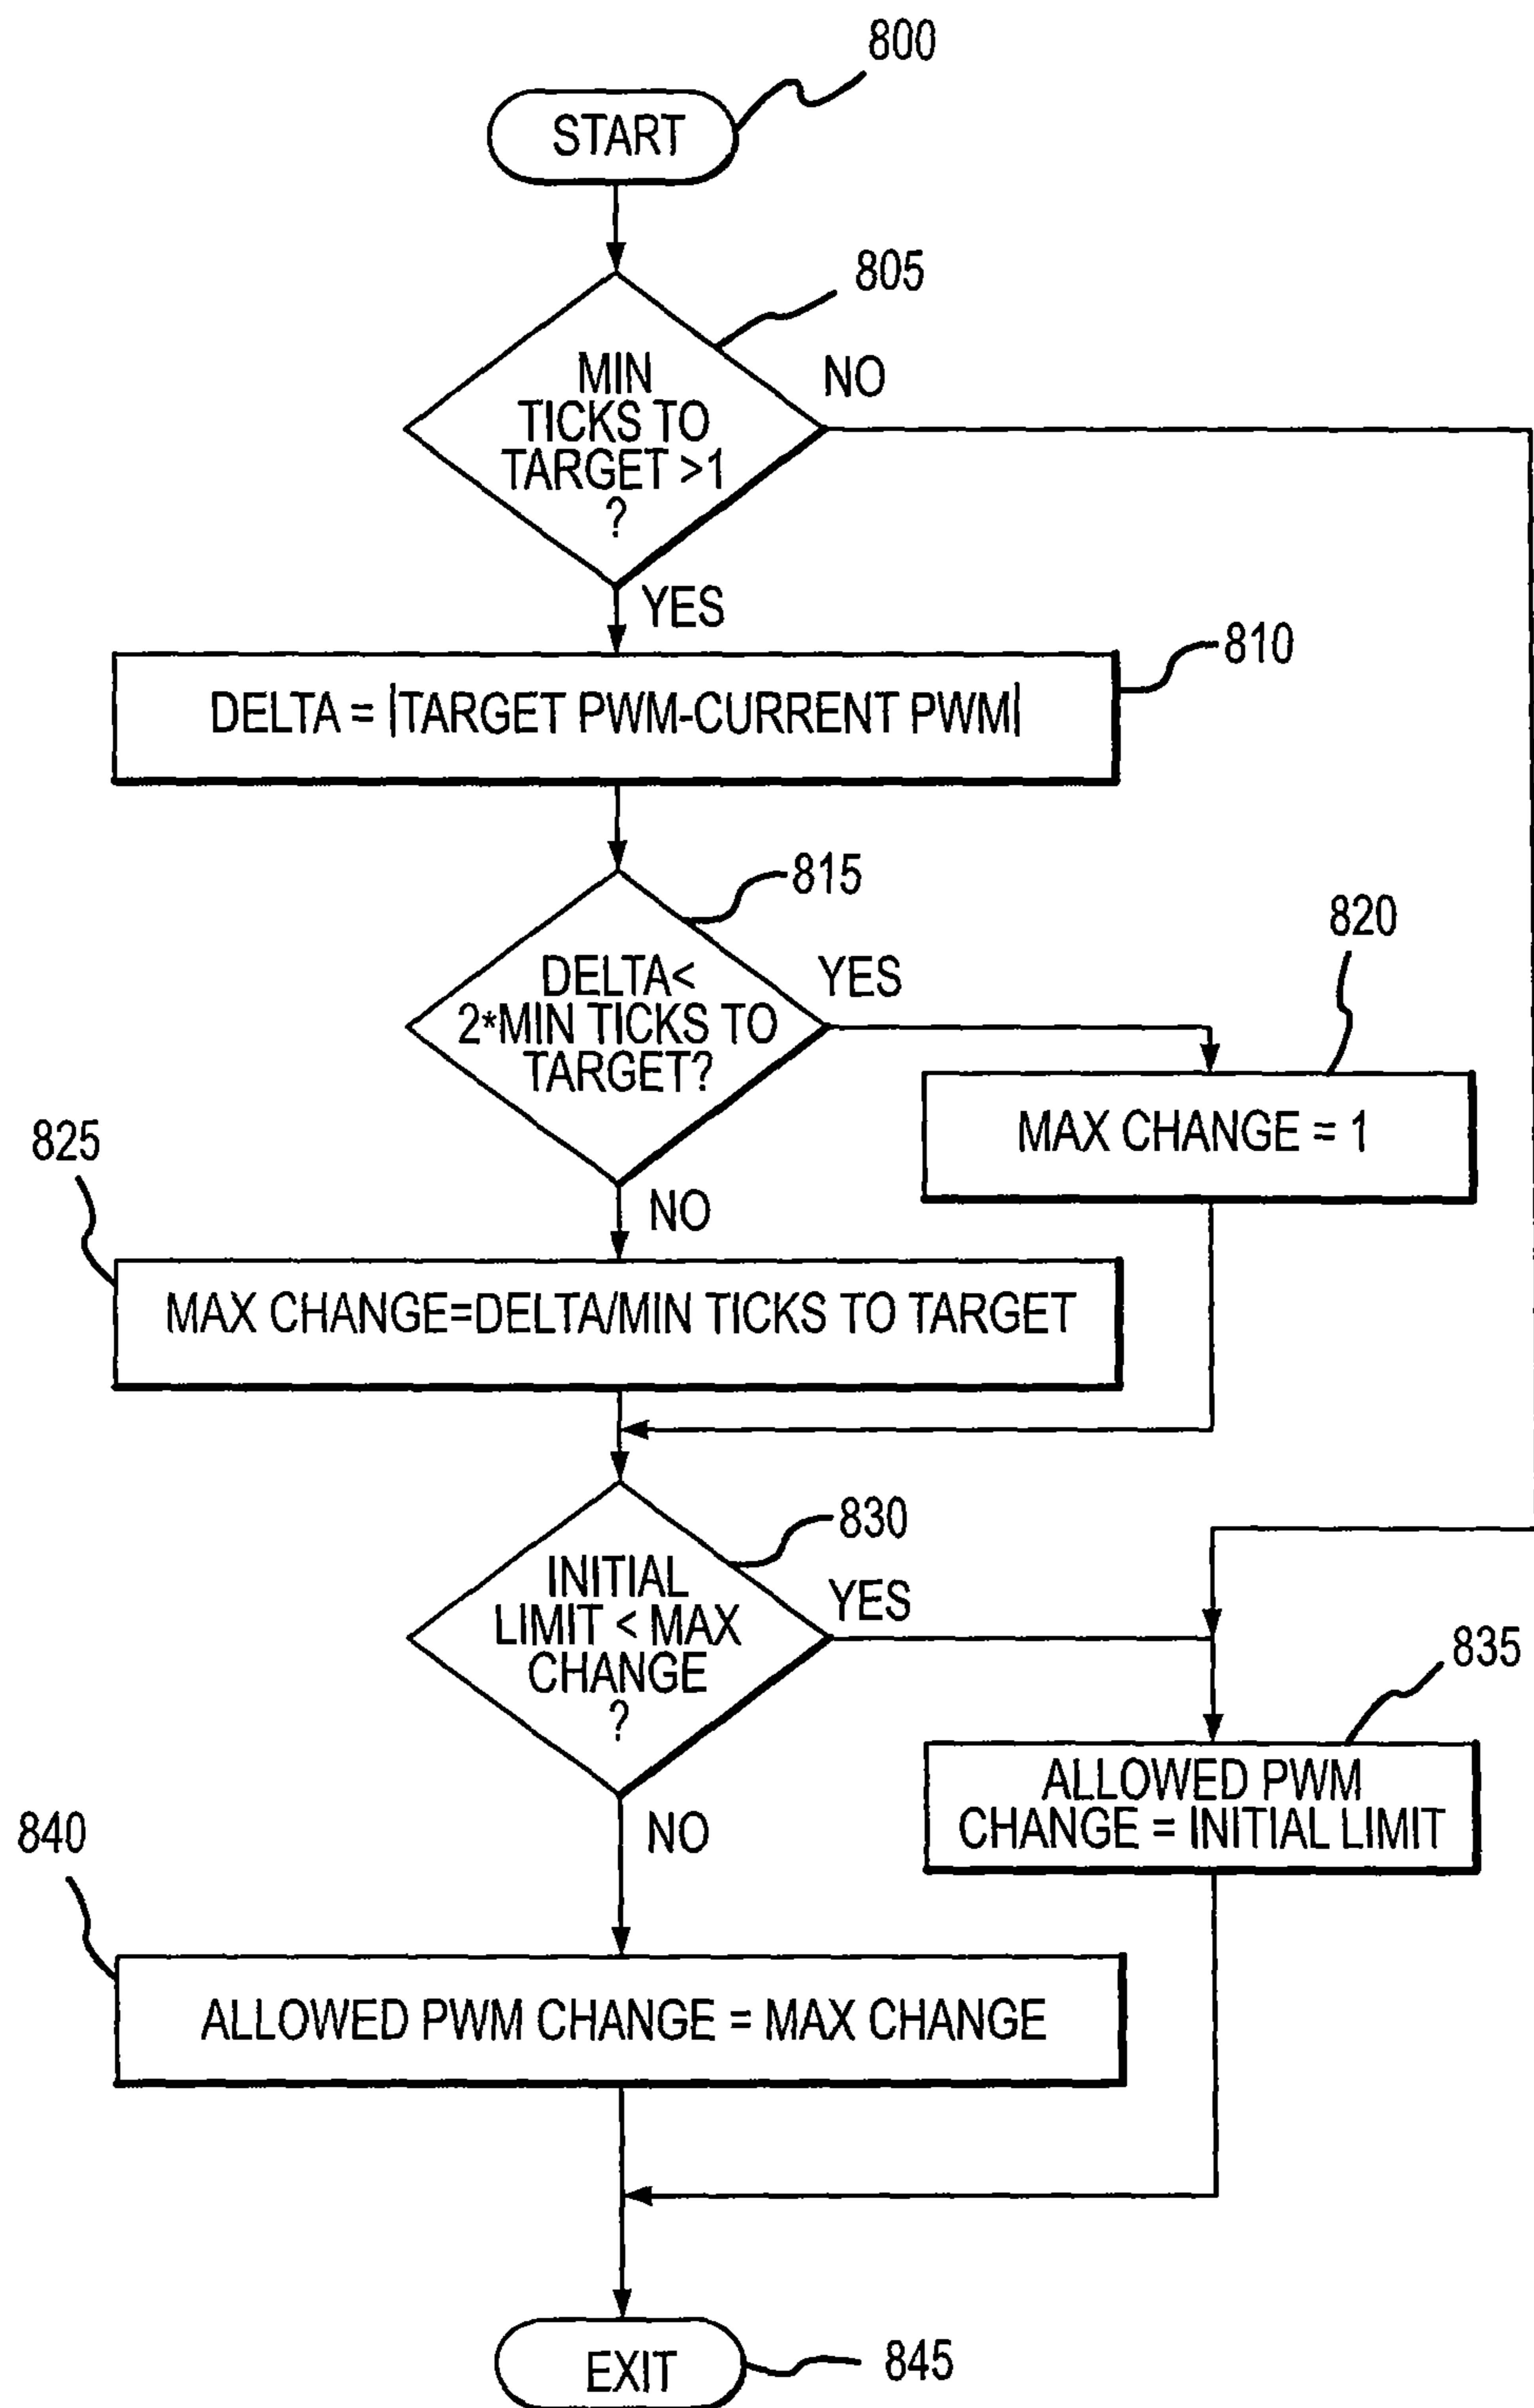 800
START
805
MIN
TICKS TO
TARGET >1
?
NO
YES
810
DELTA = |TARGET PWM-CURRENT PWM|
815
DELTA<
2*MIN TICKS TO
TARGET?
YES
820
MAX CHANGE = 1
NO
825
MAX CHANGE=DELTA/MIN TICKS TO TARGET
830
INITIAL
LIMIT < MAX
CHANGE
?
YES
835
ALLOWED PWM
CHANGE = INITIAL LIMIT
NO
840
ALLOWED PWM CHANGE = MAX CHANGE
EXIT
845